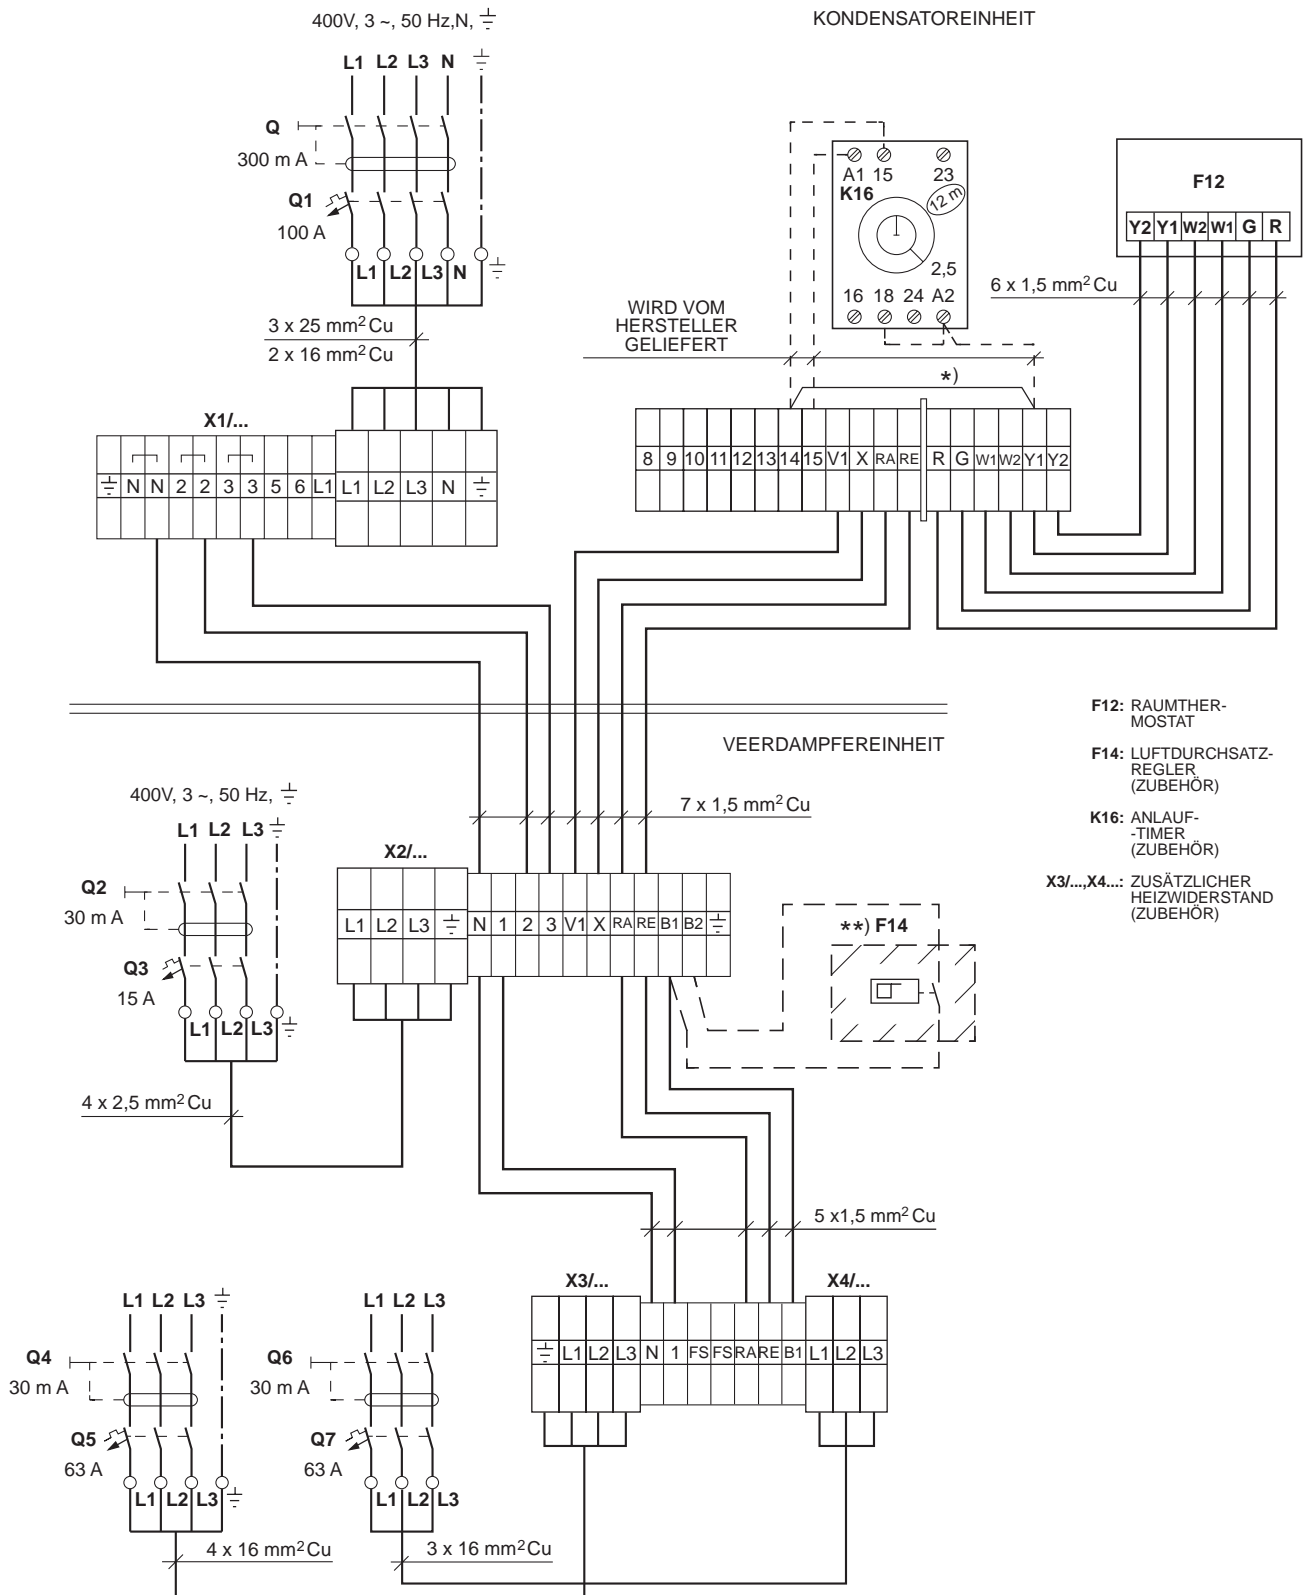 400V, 3 ~, 50 Hz,N, ⏚
KONDENSATOREINHEIT
L1 L2 L3 N ⏚
Q
300 m A
Q1
100 A
L1 L2 L3 N ⏚
3 x 25 mm² Cu
2 x 16 mm² Cu
A1 15 23
K16
12 m
2,5
16 18 24 A2
F12
Y2 Y1 W2 W1 G R
6 x 1,5 mm² Cu
WIRD VOM
HERSTELLER
GELIEFERT
*)
X1/...
⏚ N N 2 2 3 3 5 6 L1 L1 L2 L3 N ⏚
8 9 10 11 12 13 14 15 V1 X RA RE R G W1 W2 Y1 Y2
VEERDAMPFEREINHEIT
F12: RAUMTHER-
MOSTAT
F14: LUFTDURCHSATZ-
REGLER
(ZUBEHÖR)
K16: ANLAUF-
-TIMER
(ZUBEHÖR)
X3/...,X4...: ZUSÄTZLICHER
HEIZWIDERSTAND
(ZUBEHÖR)
400V, 3 ~, 50 Hz, ⏚
L1 L2 L3 ⏚
Q2
30 m A
Q3
15 A
L1 L2 L3 ⏚
4 x 2,5 mm² Cu
7 x 1,5 mm² Cu
X2/...
L1 L2 L3 ⏚ N 1 2 3 V1 X RA RE B1 B2 ⏚
**) F14
5 x1,5 mm² Cu
X3/...
X4/...
⏚ L1 L2 L3 N 1 FS FS RA RE B1 L1 L2 L3
L1 L2 L3 ⏚
Q4
30 m A
Q5
63 A
L1 L2 L3 ⏚
4 x 16 mm² Cu
L1 L2 L3
Q6
30 m A
Q7
63 A
L1 L2 L3
3 x 16 mm² Cu